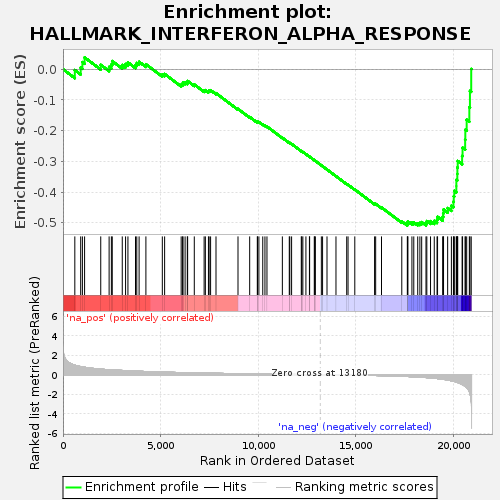 Enrichment plot:
HALLMARK_INTERFERON_ALPHA_RESPONSE
Enrichment score (ES)
0.0
-0.1
-0.2
-0.3
-0.4
-0.5
'na_pos' (positively correlated)
Ranked list metric (PreRanked)
6
4
2
0
-2
-4
-6
Zero cross at 13180
'na_neg' (negatively correlated)
0
5,000
10,000
15,000
20,000
Rank in Ordered Dataset
Enrichment profile
Hits
Ranking metric scores